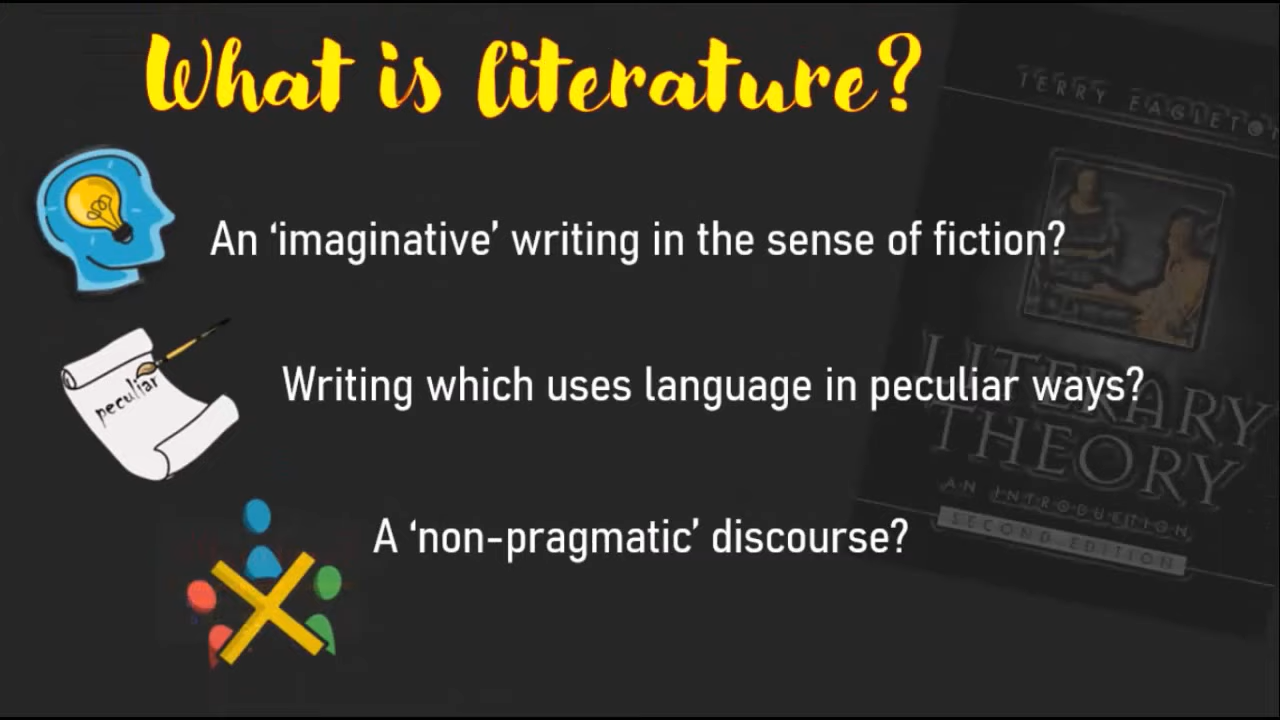 What is literature?
TERRY EAGLETO
An ‘imaginative’ writing in the sense of fiction?
peculiar
Writing which uses language in peculiar ways?
LITERARY
THEORY
AN INTRODUCTION
SECOND EDITION
A ‘non-pragmatic’ discourse?